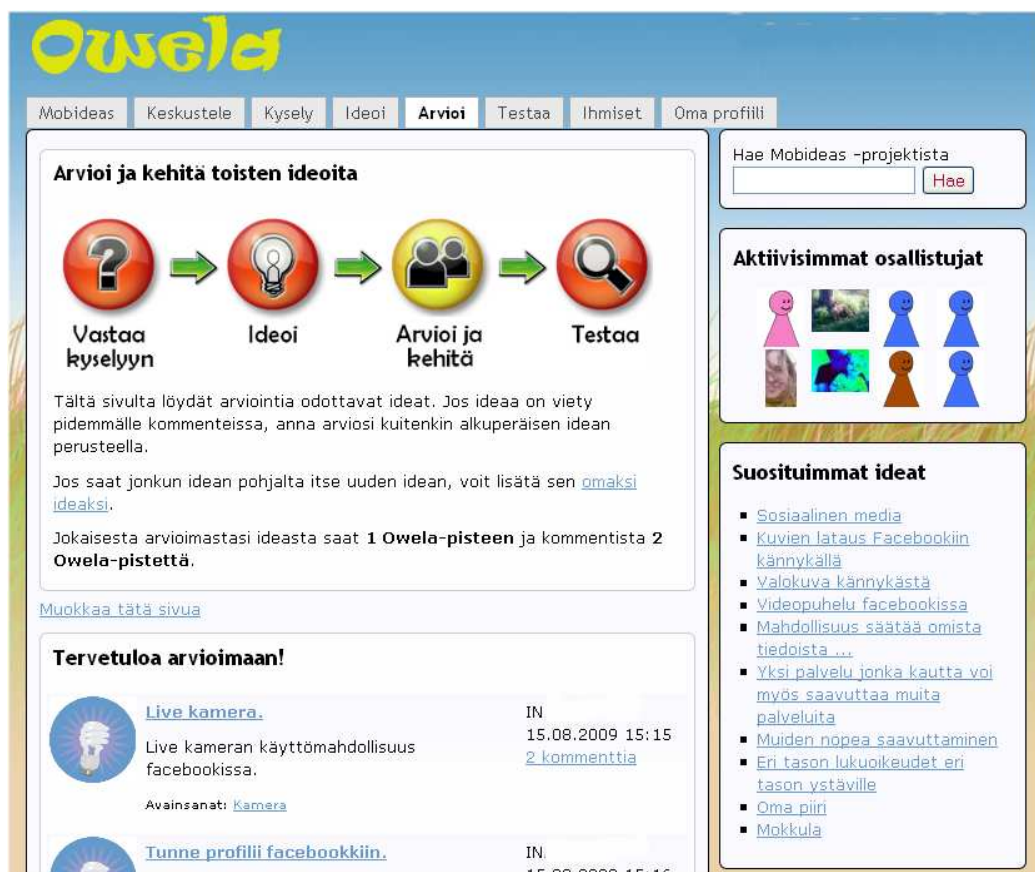 Owela
Mobideas Keskustele Kysely Ideoi Arvioi Testaa Ihmiset Oma profiili
Arvioi ja kehitä toisten ideoita
Vastaa
kyselyyn
Ideoi
Arvioi ja
kehitä
Testaa
Tältä sivulta löydät arviointia odottavat ideat. Jos ideaa on viety
pidemmälle kommenteissa, anna arviosi kuitenkin alkuperäisen idean
perusteella.
Jos saat jonkun idean pohjalta itse uuden idean, voit lisätä sen omaksi
ideaksi.
Jokaisesta arvioimastasi ideasta saat 1 Owela-pisteen ja kommentista 2
Owela-pistettä.
Muokkaa tätä sivua
Tervetuloa arvioimaan!
Live kamera.
Live kameran käyttömahdollisuus
facebookissa.
Avainsanat: Kamera
IN
15.08.2009 15:15
2 kommenttia
Tunne profilii facebookkiin.
IN
15.08.2009 15:16
Hae Mobideas -projektista
Hae
Aktiivisimmat osallistujat
Suosituimmat ideat
Sosiaalinen media
Kuvien lataus Facebookiin
kännykällä
Valokuva kännykästä
Videopuhelu facebookissa
Mahdollisuus säätää omista
tiedoista ...
Yksi palvelu jonka kautta voi
myös saavuttaa muita
palveluita
Muiden nopea saavuttaminen
Eri tason lukuoikeudet eri
tason ystäville
Oma piiri
Mokkula